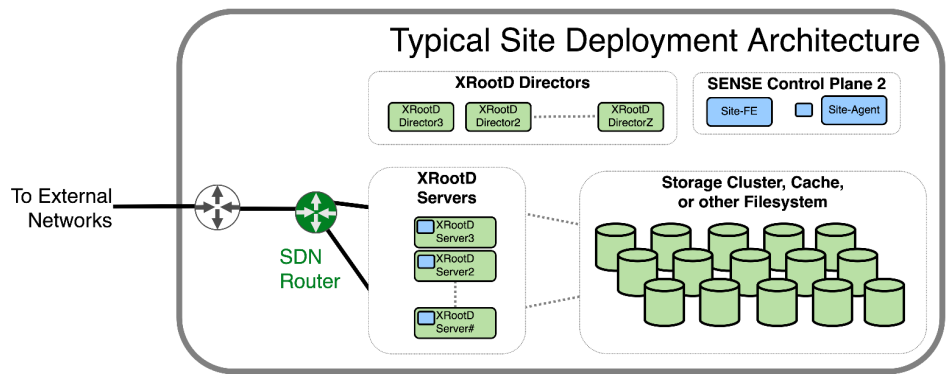 Typical Site Deployment Architecture
XRootD Directors
XRootD
Director3
XRootD
Director2
XRootD
DirectorZ
SENSE Control Plane 2
Site-FE
Site-Agent
To External
Networks
SDN
Router
XRootD
Servers
XRootD
Server3
XRootD
Server2
XRootD
Server#
Storage Cluster, Cache,
or other Filesystem